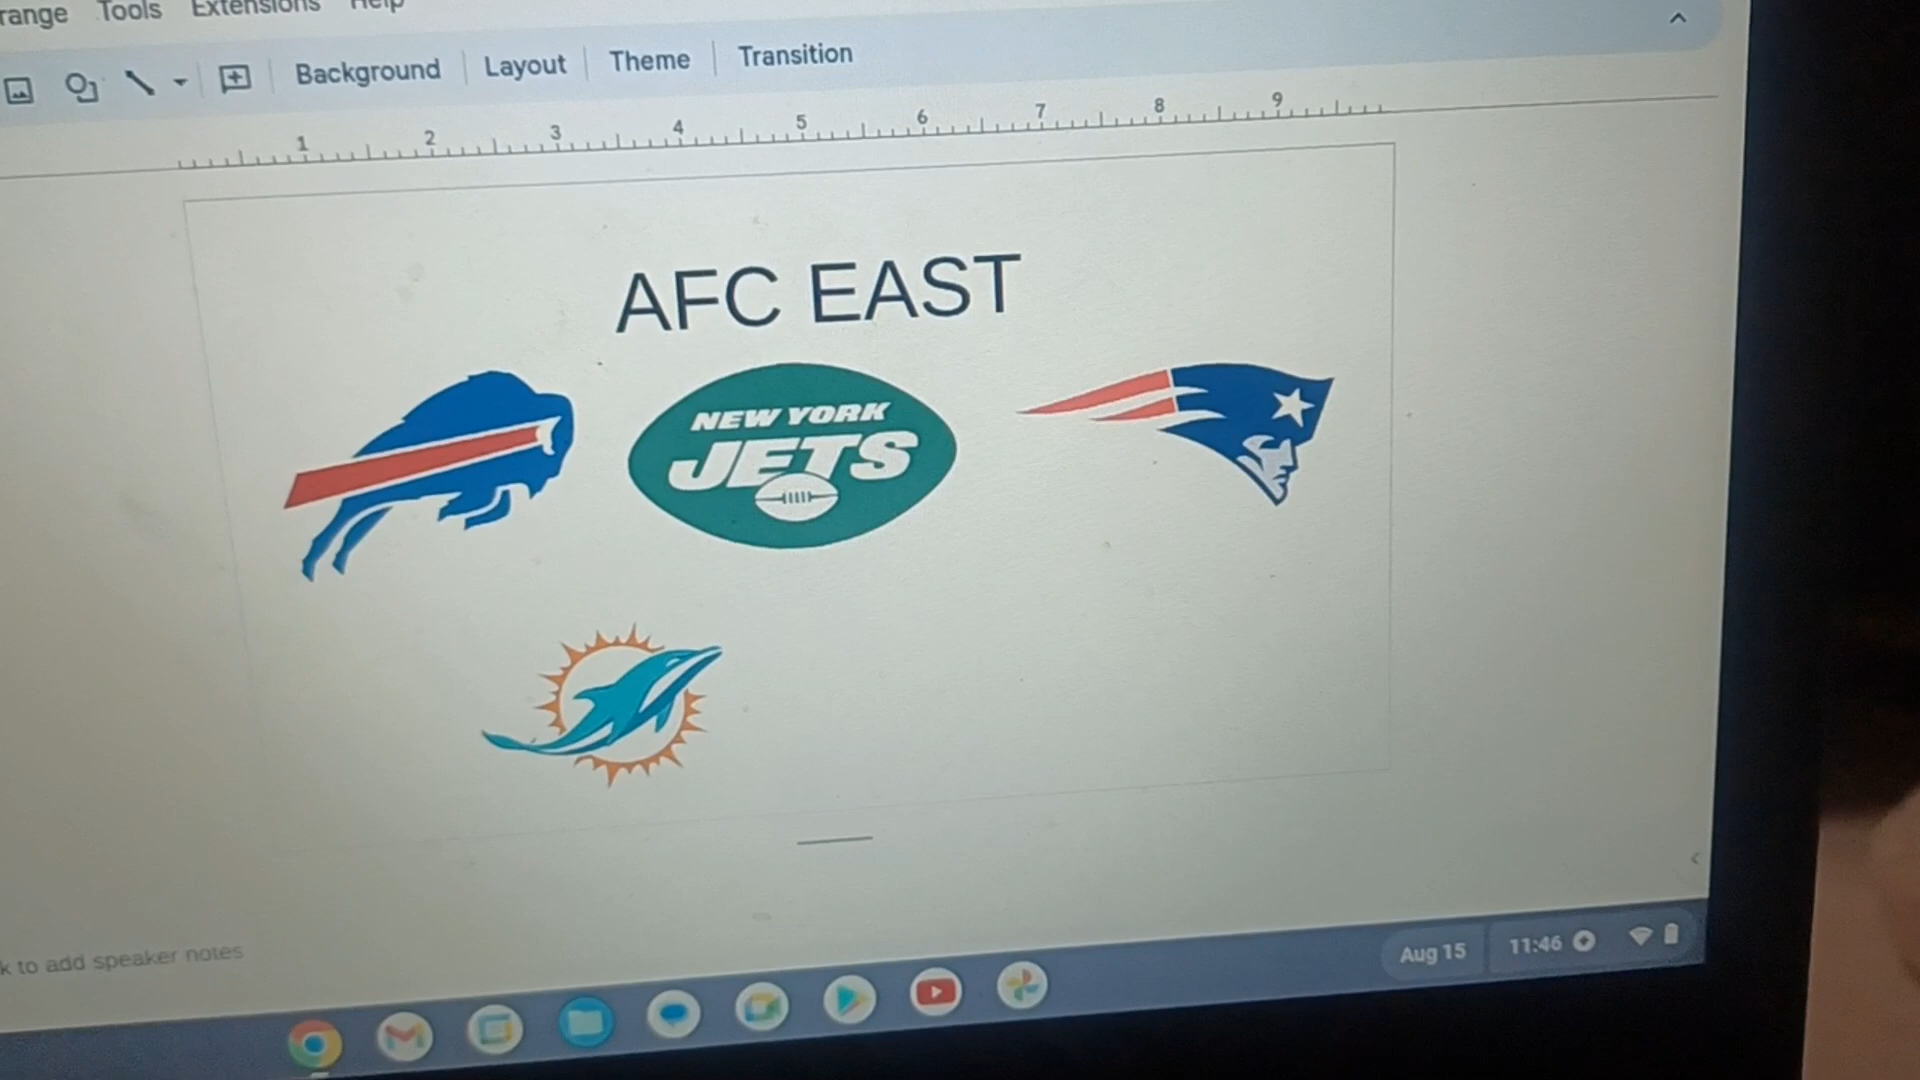 range Tools Extensions Help
Background Layout Theme Transition
1 2 3 4 5 6 7 8 9
AFC EAST
NEW YORK
JETS
k to add speaker notes
Aug 15 11:46